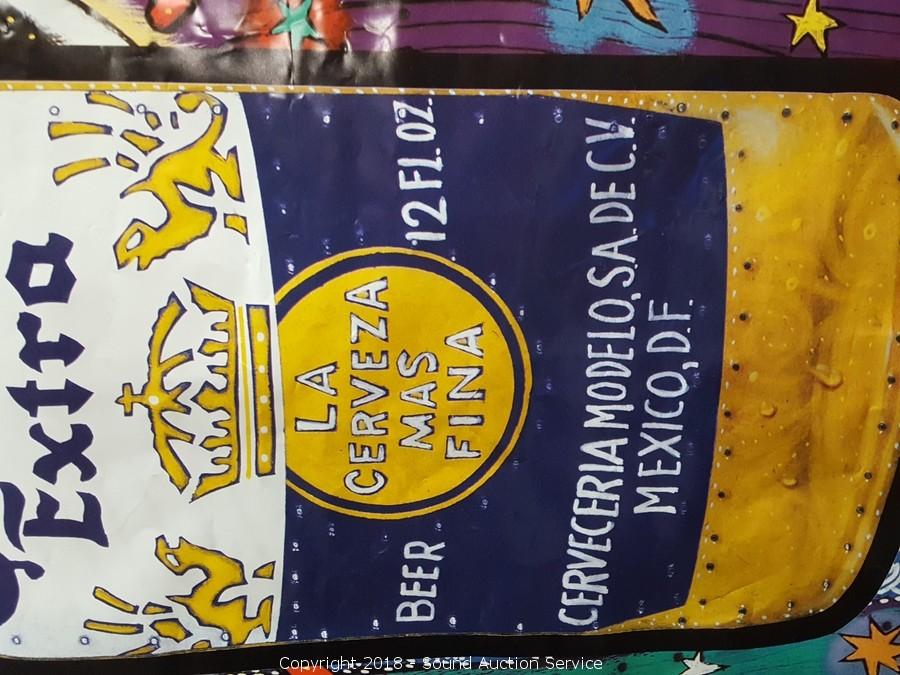 Extra
LA
CERVEZA
MAS
FINA
BEER 12 FL. OZ.
CERVECERIA MODELO, S.A. DE C.V.
MEXICO, D.F.
Copyright 2018 - Sound Auction Service